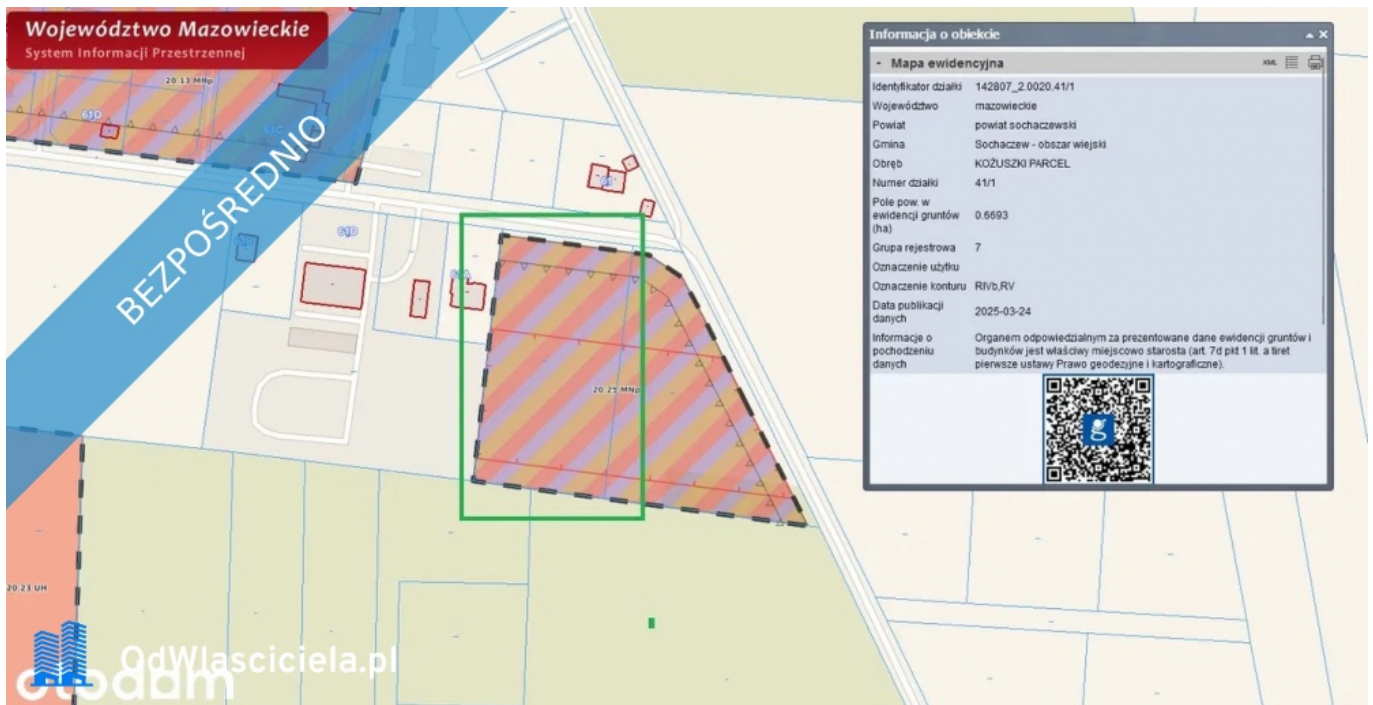 Województwo Mazowieckie
System Informacji Przestrzennej
20.13 MNp
61D
61C
BEZPOŚREDNIO
61D
61
20.25 MNp
20.23 UH
OdWlasciciela.pl
otodom
Informacja o obiekcie
- Mapa ewidencyjna
XML
Identyfikator działki 142807_2.0020.41/1
Województwo mazowieckie
Powiat powiat sochaczewski
Gmina Sochaczew - obszar wiejski
Obręb KOŻUSZKI PARCEL
Numer działki 41/1
Pole pow. w
ewidencji gruntów 0.6693
(ha)
Grupa rejestrowa 7
Oznaczenie użytku
Oznaczenie konturu RIVb,RV
Data publikacji
danych 2025-03-24
Informacje o
pochodzeniu
danych
Organem odpowiedzialnym za prezentowane dane ewidencji gruntów i
budynków jest właściwy miejscowo starosta (art. 7d pkt 1 lit. a tiret
pierwsze ustawy Prawo geodezyjne i kartograficzne).
g